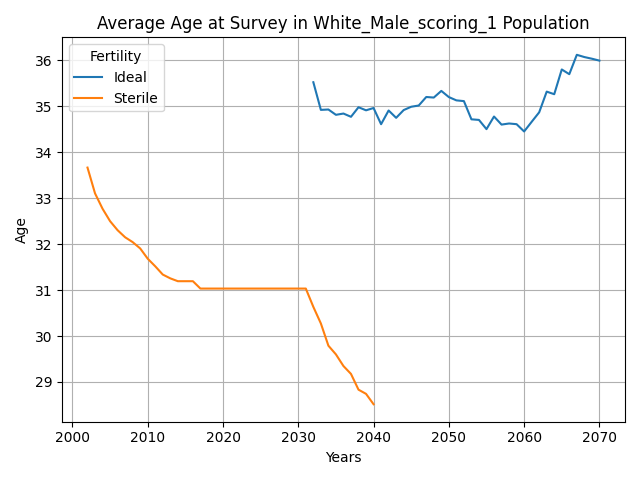 Average Age at Survey in White_Male_scoring_1 Population
Fertility
Ideal
Sterile
Age
36
35
34
33
32
31
30
29
2000 2010 2020 2030 2040 2050 2060 2070
Years